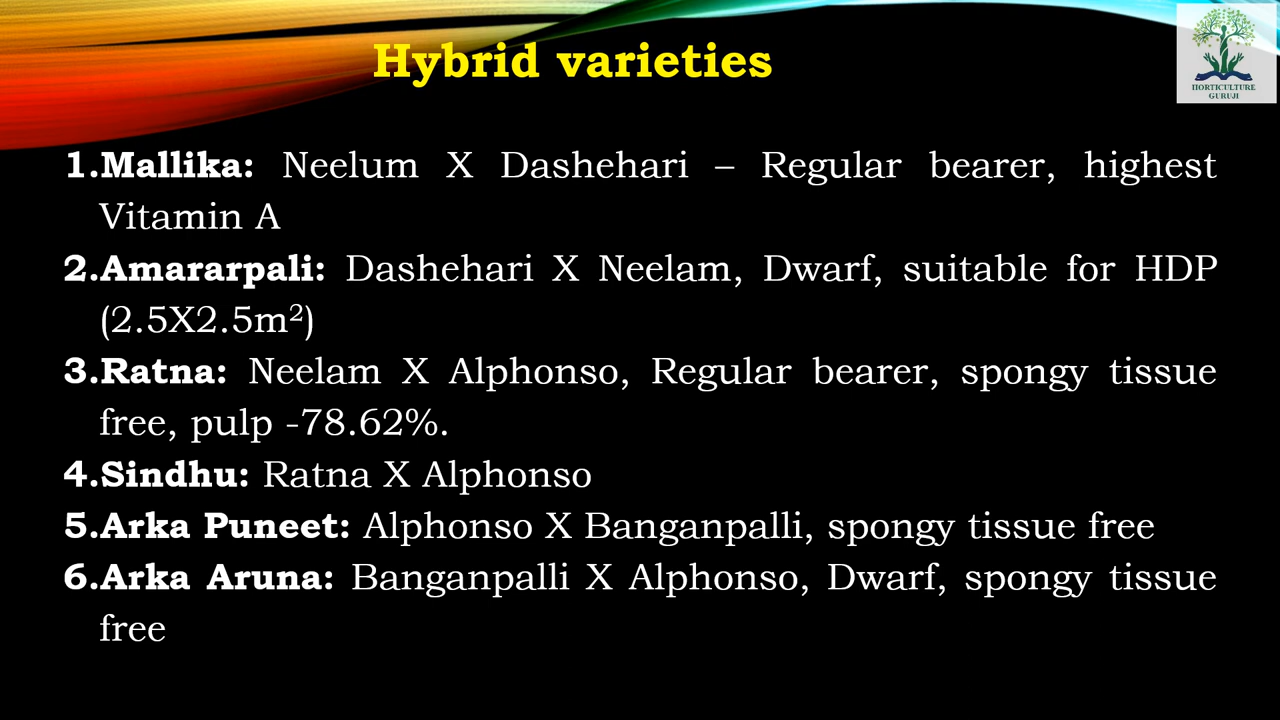 Hybrid varieties
HORTICULTURE
GURUJI
1.Mallika: Neelum X Dashehari – Regular bearer, highest
Vitamin A
2.Amararpali: Dashehari X Neelam, Dwarf, suitable for HDP
(2.5X2.5m²)
3.Ratna: Neelam X Alphonso, Regular bearer, spongy tissue
free, pulp -78.62%.
4.Sindhu: Ratna X Alphonso
5.Arka Puneet: Alphonso X Banganpalli, spongy tissue free
6.Arka Aruna: Banganpalli X Alphonso, Dwarf, spongy tissue
free